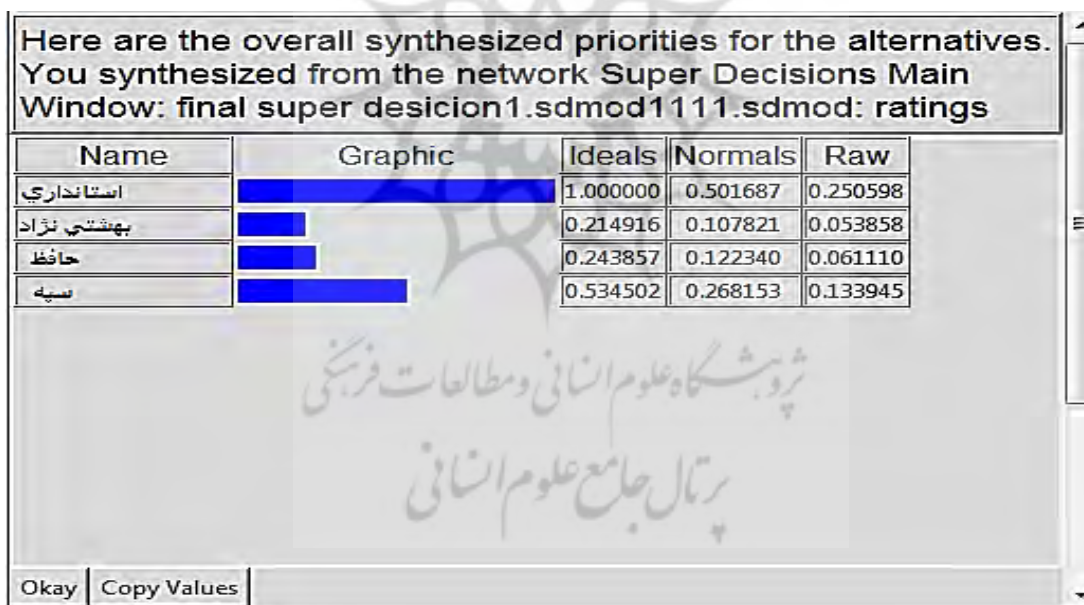 Here are the overall synthesized priorities for the alternatives.
You synthesized from the network Super Decisions Main
Window: final super desicion1.sdmod1111.sdmod: ratings
Name Graphic Ideals Normals Raw
استانداري 1.000000 0.501687 0.250598
بهشتي نژاد 0.214916 0.107821 0.053858
حافظ 0.243857 0.122340 0.061110
سپه 0.534502 0.268153 0.133945
پژوهشگاه علوم انسانی و مطالعات فرهنگی
پرتال جامع علوم انسانی
Okay Copy Values